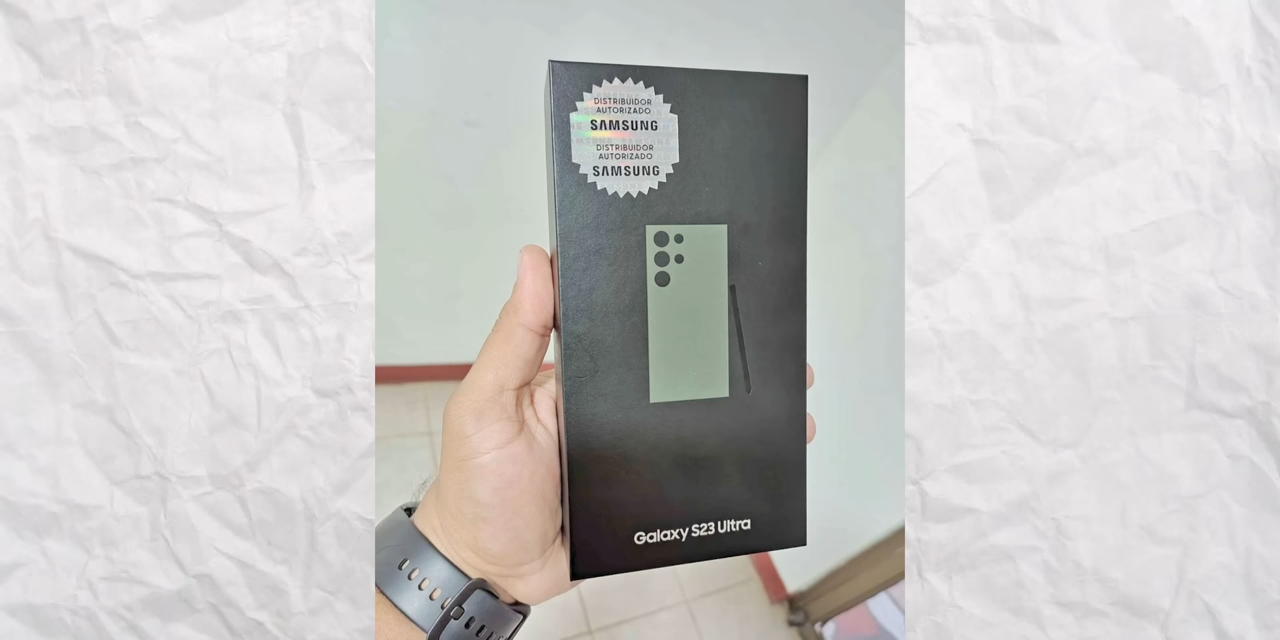 DISTRIBUIDOR
AUTORIZADO
SAMSUNG
DISTRIBUIDOR
AUTORIZADO
SAMSUNG
Galaxy S23 Ultra